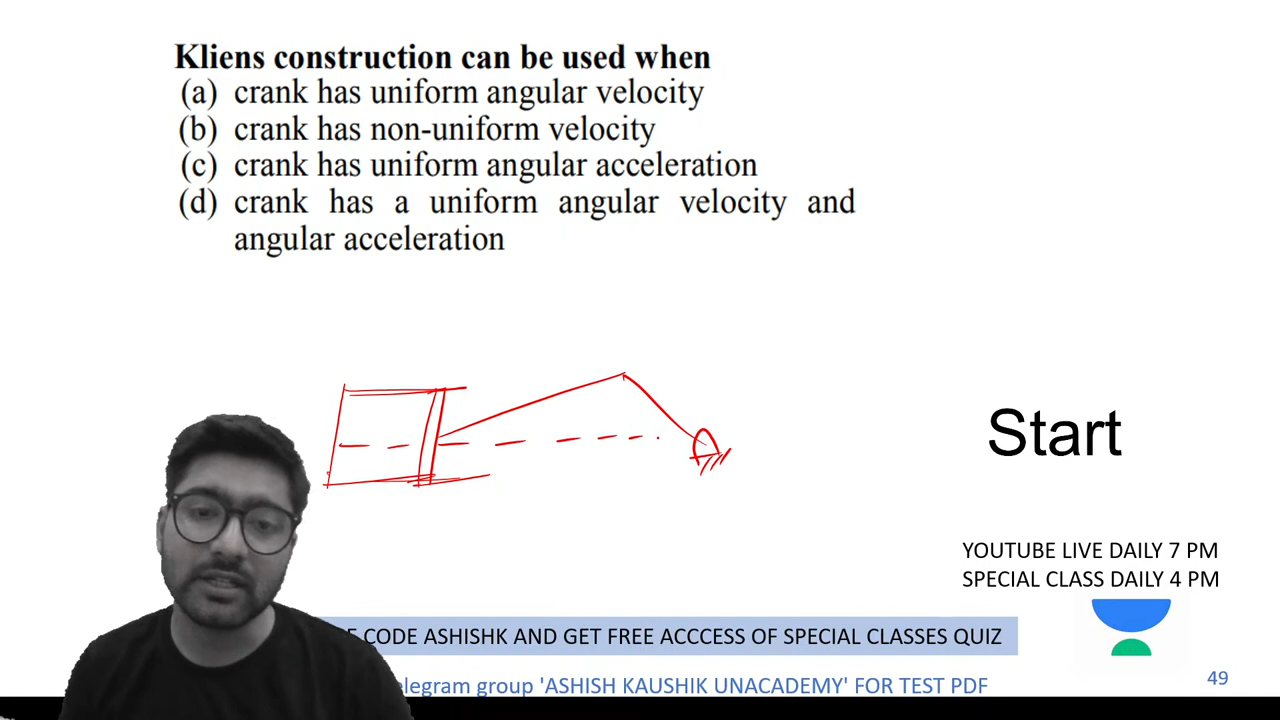 Kliens construction can be used when
(a) crank has uniform angular velocity
(b) crank has non-uniform velocity
(c) crank has uniform angular acceleration
(d) crank has a uniform angular velocity and
angular acceleration
Start
YOUTUBE LIVE DAILY 7 PM
SPECIAL CLASS DAILY 4 PM
CODE ASHISHK AND GET FREE ACCCESS OF SPECIAL CLASSES QUIZ
group 'ASHISH KAUSHIK UNACADEMY' FOR TEST PDF
49